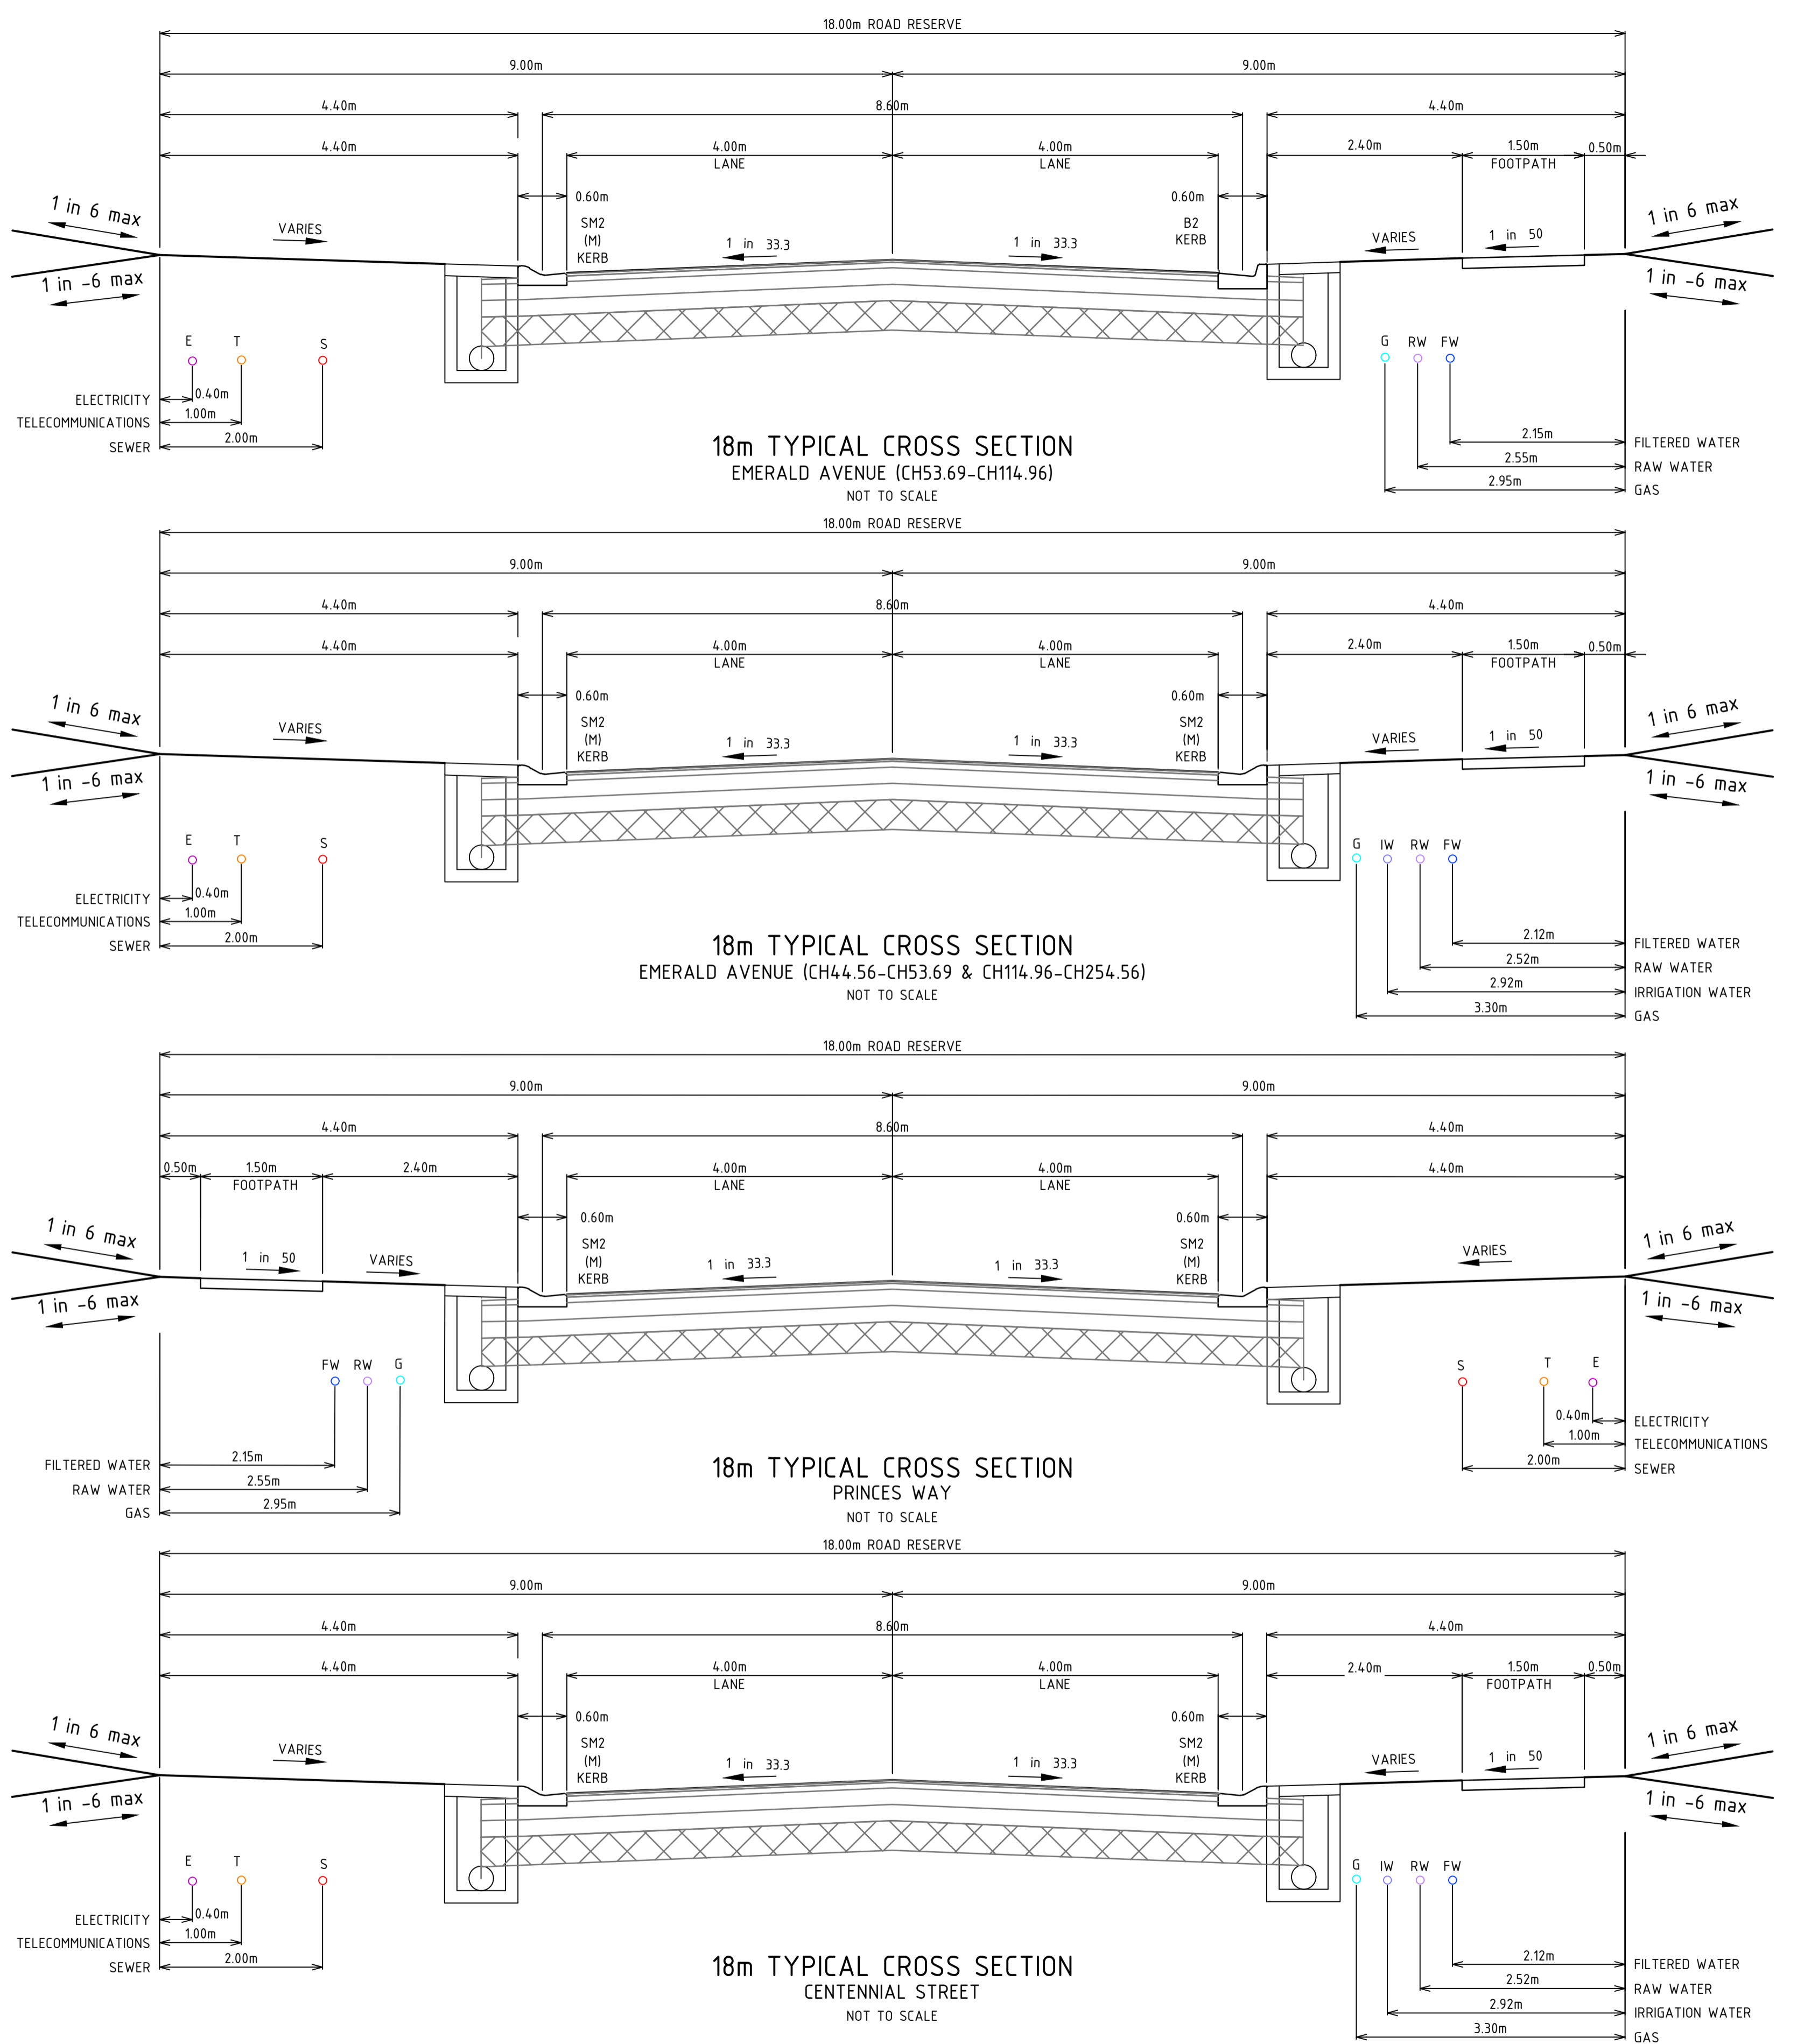 18.00m ROAD RESERVE
9.00m 9.00m
4.40m 8.60m 4.40m
4.40m 4.00m 4.00m 2.40m 1.50m 0.50m
LANE LANE FOOTPATH
0.60m 0.60m
1 in 6 max VARIES SM2 B2 1 in 6 max
(M) KERB VARIES 1 in 50
KERB 1 in 33.3 1 in 33.3
1 in -6 max 1 in -6 max
E T S G RW FW
ELECTRICITY 0.40m
TELECOMMUNICATIONS 1.00m
SEWER 2.00m
2.15m FILTERED WATER
2.55m RAW WATER
2.95m GAS
18m TYPICAL CROSS SECTION
EMERALD AVENUE (CH53.69-CH114.96)
NOT TO SCALE
18.00m ROAD RESERVE
9.00m 9.00m
4.40m 8.60m 4.40m
4.40m 4.00m 4.00m 2.40m 1.50m 0.50m
LANE LANE FOOTPATH
0.60m 0.60m
1 in 6 max VARIES SM2 SM2 1 in 6 max
(M) (M) VARIES 1 in 50
KERB 1 in 33.3 1 in 33.3 KERB
1 in -6 max 1 in -6 max
E T S G IW RW FW
ELECTRICITY 0.40m
TELECOMMUNICATIONS 1.00m
SEWER 2.00m
2.12m FILTERED WATER
2.52m RAW WATER
2.92m IRRIGATION WATER
3.30m GAS
18m TYPICAL CROSS SECTION
EMERALD AVENUE (CH44.56-CH53.69 & CH114.96-CH254.56)
NOT TO SCALE
18.00m ROAD RESERVE
9.00m 9.00m
4.40m 8.60m 4.40m
0.50m 1.50m 2.40m 4.00m 4.00m 4.40m
FOOTPATH LANE LANE
0.60m 0.60m
1 in 6 max SM2 SM2 1 in 6 max
1 in 50 VARIES (M) (M) VARIES
KERB 1 in 33.3 1 in 33.3 KERB
1 in -6 max 1 in -6 max
FW RW G S T E
0.40m ELECTRICITY
1.00m TELECOMMUNICATIONS
2.00m SEWER
FILTERED WATER 2.15m
RAW WATER 2.55m
GAS 2.95m
18m TYPICAL CROSS SECTION
PRINCES WAY
NOT TO SCALE
18.00m ROAD RESERVE
9.00m 9.00m
4.40m 8.60m 4.40m
4.40m 4.00m 4.00m 2.40m 1.50m 0.50m
LANE LANE FOOTPATH
0.60m 0.60m
1 in 6 max VARIES SM2 SM2 1 in 6 max
(M) (M) VARIES 1 in 50
KERB 1 in 33.3 1 in 33.3 KERB
1 in -6 max 1 in -6 max
E T S G IW RW FW
ELECTRICITY 0.40m
TELECOMMUNICATIONS 1.00m
SEWER 2.00m
2.12m FILTERED WATER
2.52m RAW WATER
2.92m IRRIGATION WATER
3.30m GAS
18m TYPICAL CROSS SECTION
CENTENNIAL STREET
NOT TO SCALE